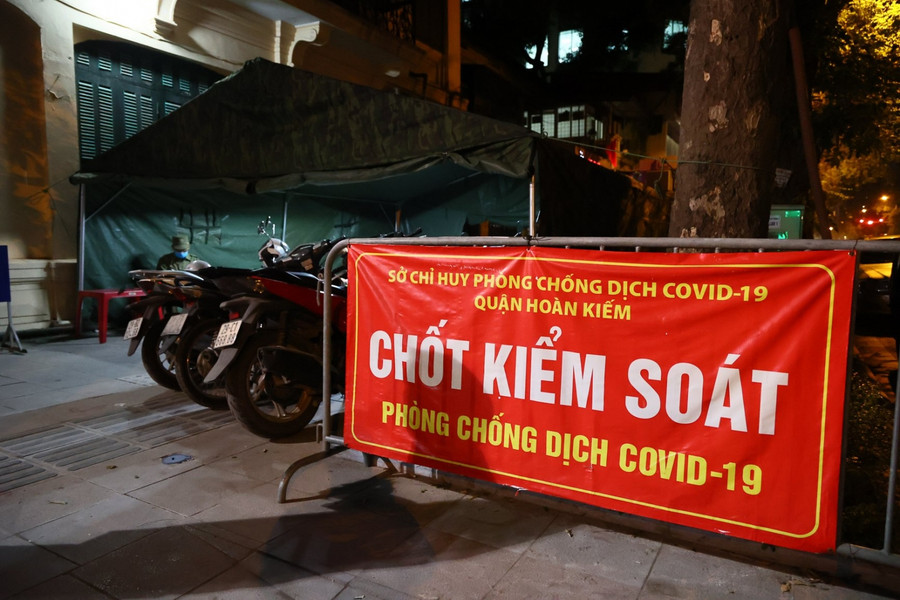 SỞ CHỈ HUY PHÒNG CHỐNG DỊCH COVID-19
QUẬN HOÀN KIẾM
CHỐT KIỂM SOÁT
PHÒNG CHỐNG DỊCH COVID-19